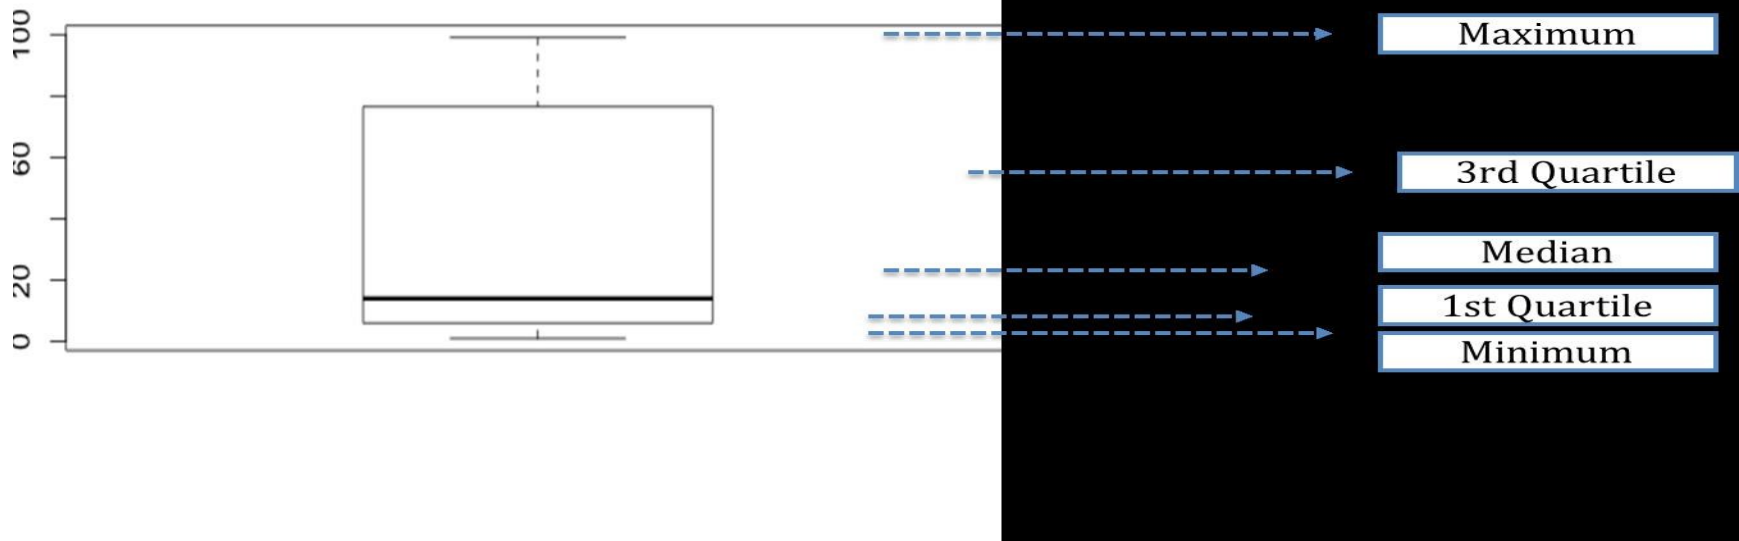 100
Maximum
60
3rd Quartile
Median
20
1st Quartile
0
Minimum